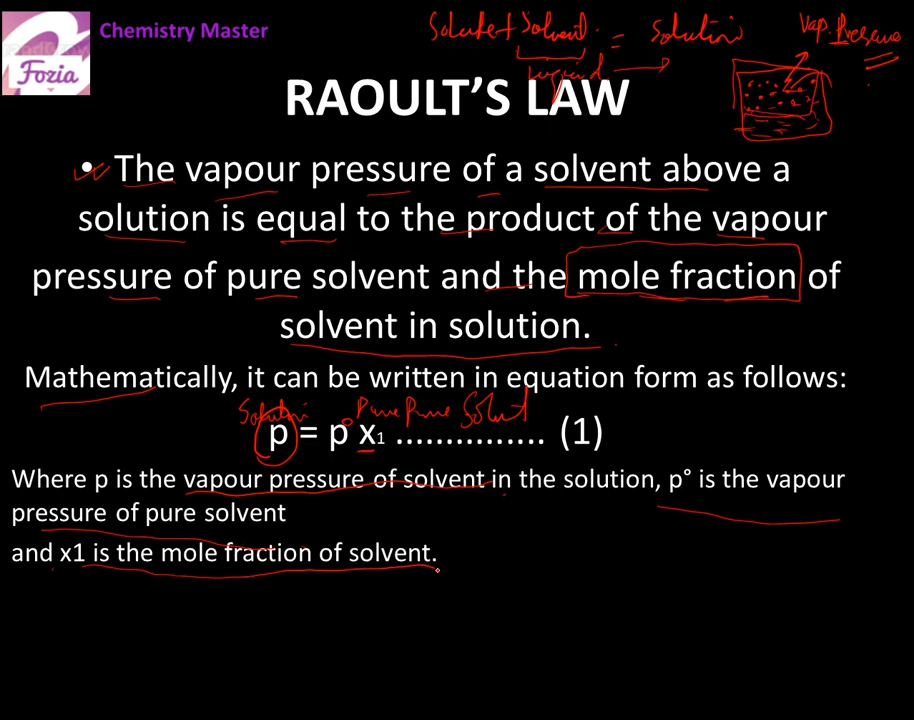 Chemistry Master
Fozia
Solute + Solvent = Solution
liquid
Vap. Pressure
RAOULT'S LAW
• The vapour pressure of a solvent above a
solution is equal to the product of the vapour
pressure of pure solvent and the mole fraction of
solvent in solution.
Mathematically, it can be written in equation form as follows:
Solution Pure Pure Solvent
p = p° x1 ............... (1)
Where p is the vapour pressure of solvent in the solution, p° is the vapour
pressure of pure solvent
and x1 is the mole fraction of solvent.